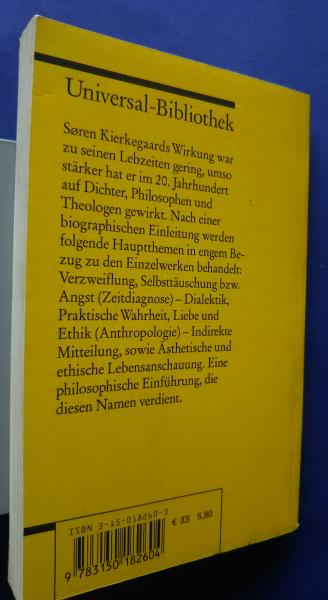 Universal-Bibliothek
Søren Kierkegaards Wirkung war
zu seinen Lebzeiten gering, umso
stärker hat er im 20. Jahrhundert
auf Dichter, Philosophen und
Theologen gewirkt. Nach einer
biographischen Einleitung werden
folgende Hauptthemen in engem Be-
zug zu den Einzelwerken behandelt:
Verzweiflung, Selbsttäuschung bzw.
Angst (Zeitdiagnose) – Dialektik,
Praktische Wahrheit, Liebe und
Ethik (Anthropologie) – Indirekte
Mitteilung, sowie Ästhetische und
ethische Lebensanschauung. Eine
philosophische Einführung, die
diesen Namen verdient.
ISBN 3-15-018260-3
€ [D] 5,80
9 783150 182604